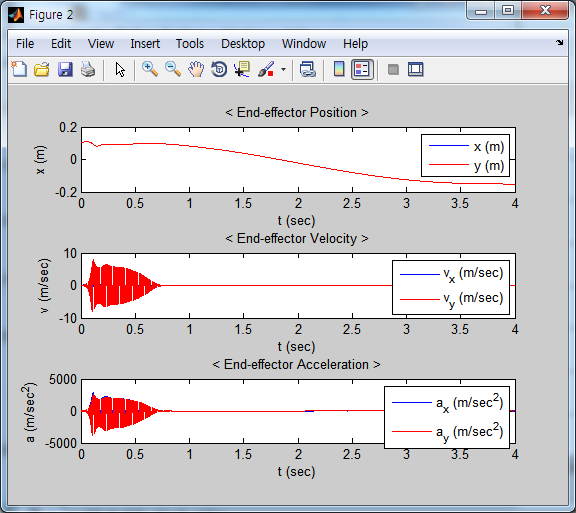 Figure 2
File Edit View Insert Tools Desktop Window Help
< End-effector Position >
x (m)
0.2
0
-0.2
x (m)
y (m)
0 0.5 1 1.5 2 2.5 3 3.5 4
t (sec)
< End-effector Velocity >
v (m/sec)
10
0
-10
v_x (m/sec)
v_y (m/sec)
0 0.5 1 1.5 2 2.5 3 3.5 4
t (sec)
< End-effector Acceleration >
a (m/sec²)
5000
0
-5000
a_x (m/sec²)
a_y (m/sec²)
0 0.5 1 1.5 2 2.5 3 3.5 4
t (sec)